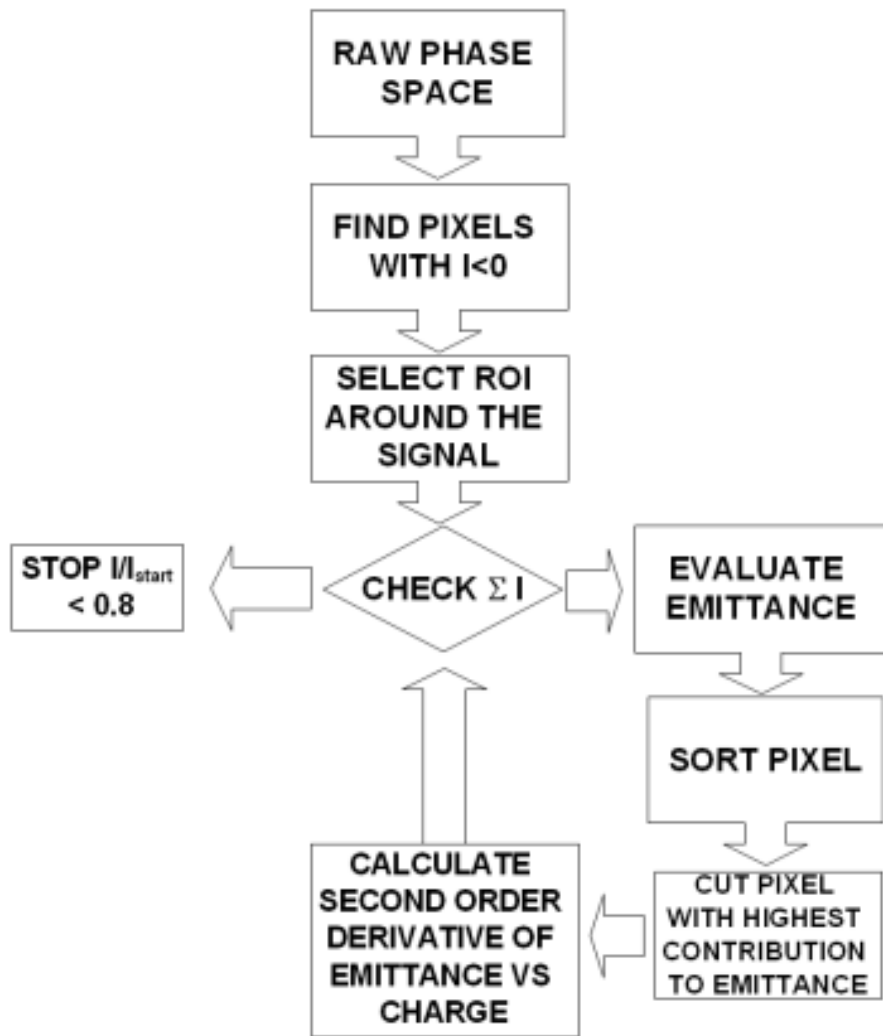 RAW PHASE
SPACE
FIND PIXELS
WITH I<0
SELECT ROI
AROUND THE
SIGNAL
CHECK Σ I
STOP I/Istart
< 0.8
EVALUATE
EMITTANCE
SORT PIXEL
CUT PIXEL
WITH HIGHEST
CONTRIBUTION
TO EMITTANCE
CALCULATE
SECOND ORDER
DERIVATIVE OF
EMITTANCE VS
CHARGE